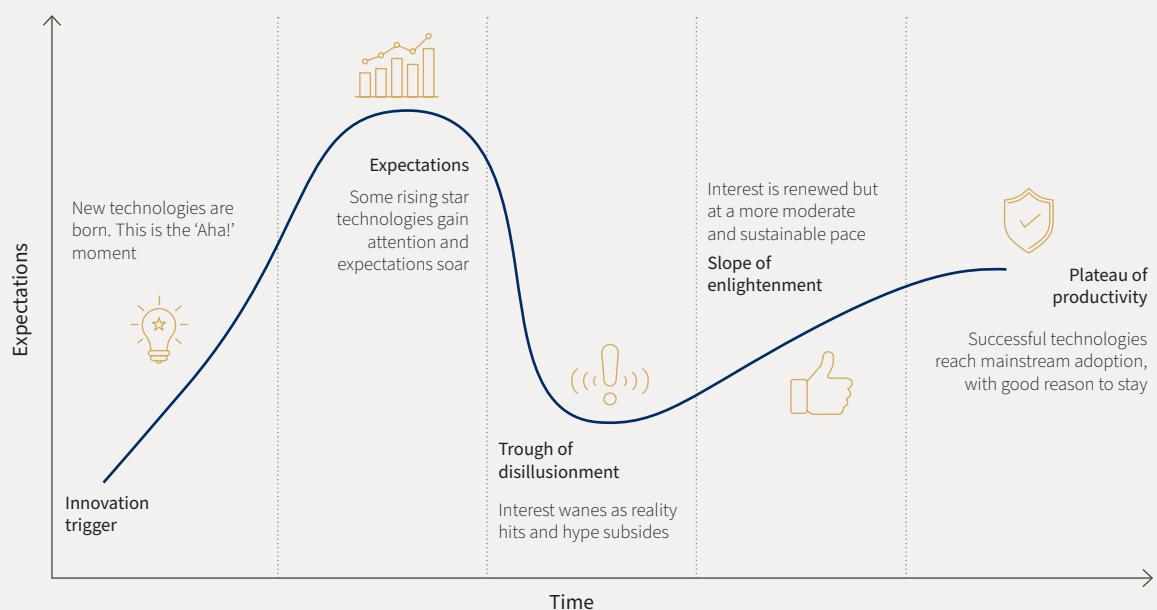 Expectations
New technologies are
born. This is the ‘Aha!’
moment
Innovation
trigger
Expectations
Some rising star
technologies gain
attention and
expectations soar
Trough of
disillusionment
Interest wanes as reality
hits and hype subsides
Interest is renewed but
at a more moderate
and sustainable pace
Slope of
enlightenment
Plateau of
productivity
Successful technologies
reach mainstream adoption,
with good reason to stay
Time